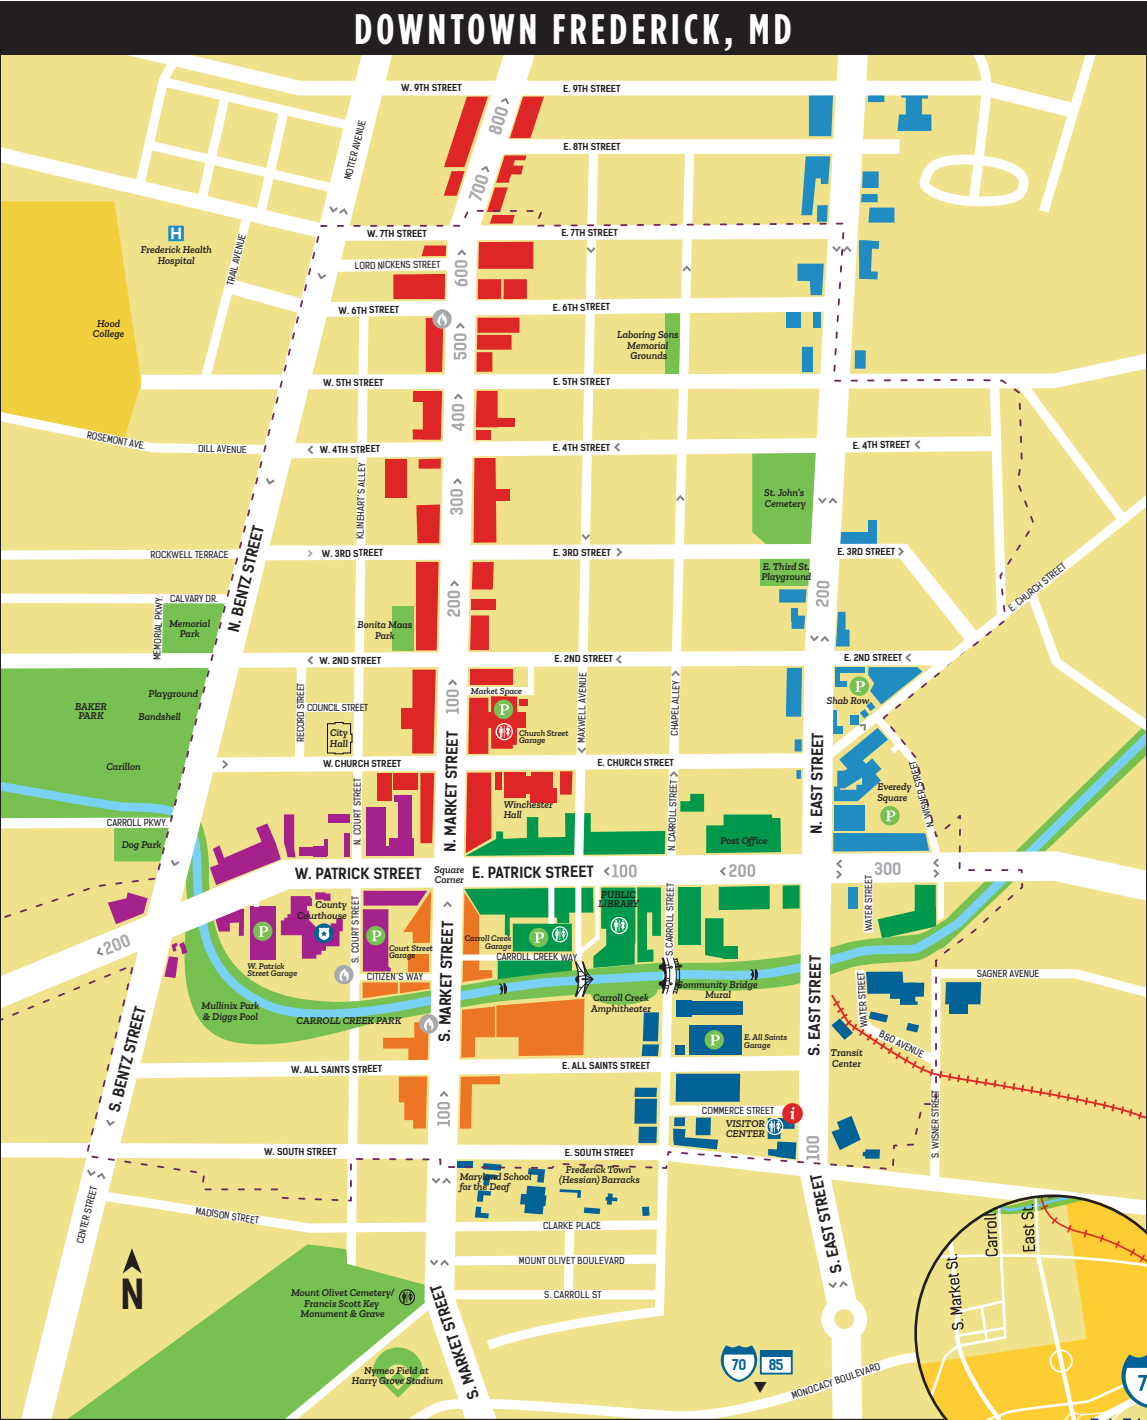 DOWNTOWN FREDERICK, MD
W. 9TH STREET
E. 9TH STREET
800
MOTTER AVENUE
E. 8TH STREET
700
H
Frederick Health
Hospital
TRAIL AVENUE
W. 7TH STREET
E. 7TH STREET
LORD NICKENS STREET
600
W. 6TH STREET
E. 6TH STREET
Hood
College
500
Laboring Sons
Memorial
Grounds
W. 5TH STREET
E. 5TH STREET
400
ROSEMONT AVE.
DILL AVENUE
W. 4TH STREET
E. 4TH STREET
E. 4TH STREET
KLINEHART'S ALLEY
300
St. John's
Cemetery
ROCKWELL TERRACE
W. 3RD STREET
E. 3RD STREET
E. 3RD STREET
N. BENTZ STREET
E. Third St.
Playground
200
200
E. CHURCH STREET
CALVARY DR.
MEMORIAL PKWY.
Memorial
Park
Bonita Maas
Park
W. 2ND STREET
E. 2ND STREET
E. 2ND STREET
Playground
BAKER
PARK
Bandshell
Carillon
RECORD STREET
COUNCIL STREET
City
Hall
100
Market Space
P
Church Street
Garage
MAXWELL AVENUE
CHAPEL ALLEY
P
Shab Row
W. CHURCH STREET
E. CHURCH STREET
N. MARKET STREET
N. EAST STREET
N. COURT STREET
Winchester
Hall
N. CARROLL STREET
Everedy
Square
P
N. WISNER STREET
CARROLL PKWY.
Dog Park
Post Office
W. PATRICK STREET
Square
Corner
E. PATRICK STREET
100
200
300
County
Courthouse
P
P
W. Patrick
Street Garage
S. COURT STREET
Court Street
Garage
CITIZEN'S WAY
Carroll Creek
Garage
P
PUBLIC
LIBRARY
CARROLL CREEK WAY
S. CARROLL STREET
WATER STREET
200
S. MARKET STREET
S. EAST STREET
Mullinix Park
& Diggs Pool
CARROLL CREEK PARK
Carroll Creek
Amphitheater
Community Bridge
Mural
WATER STREET
SAGNER AVENUE
P
E. All Saints
Garage
Transit
Center
B&O AVENUE
S. BENTZ STREET
W. ALL SAINTS STREET
E. ALL SAINTS STREET
100
COMMERCE STREET
i
VISITOR
CENTER
100
S. WISNER STREET
W. SOUTH STREET
E. SOUTH STREET
Maryland School
for the Deaf
Frederick Town
(Hessian) Barracks
CENTER STREET
MADISON STREET
CLARKE PLACE
S. EAST STREET
MOUNT OLIVET BOULEVARD
S. CARROLL ST
N
Mount Olivet Cemetery/
Francis Scott Key
Monument & Grave
S. MARKET STREET
Nymeo Field at
Harry Grove Stadium
70
85
MONOCACY BOULEVARD
S. Market St.
Carroll
East St.
7